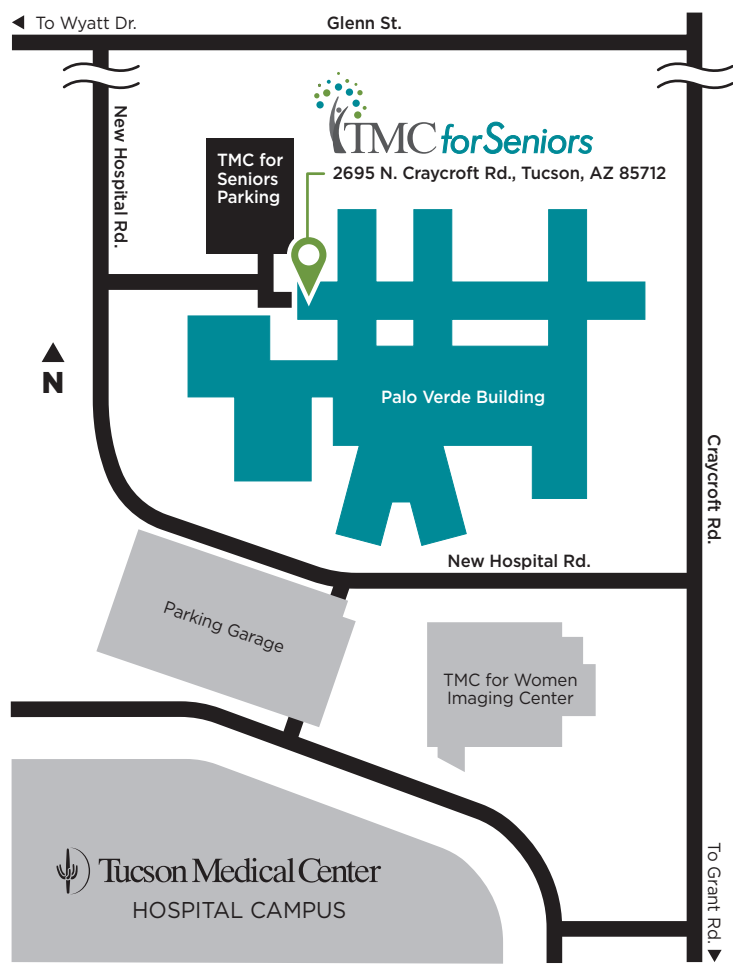 To Wyatt Dr.
Glenn St.
New Hospital Rd.
TMC for Seniors
TMC for
Seniors
Parking
2695 N. Craycroft Rd., Tucson, AZ 85712
N
Palo Verde Building
Craycroft Rd.
New Hospital Rd.
Parking Garage
TMC for Women
Imaging Center
Tucson Medical Center
HOSPITAL CAMPUS
To Grant Rd.